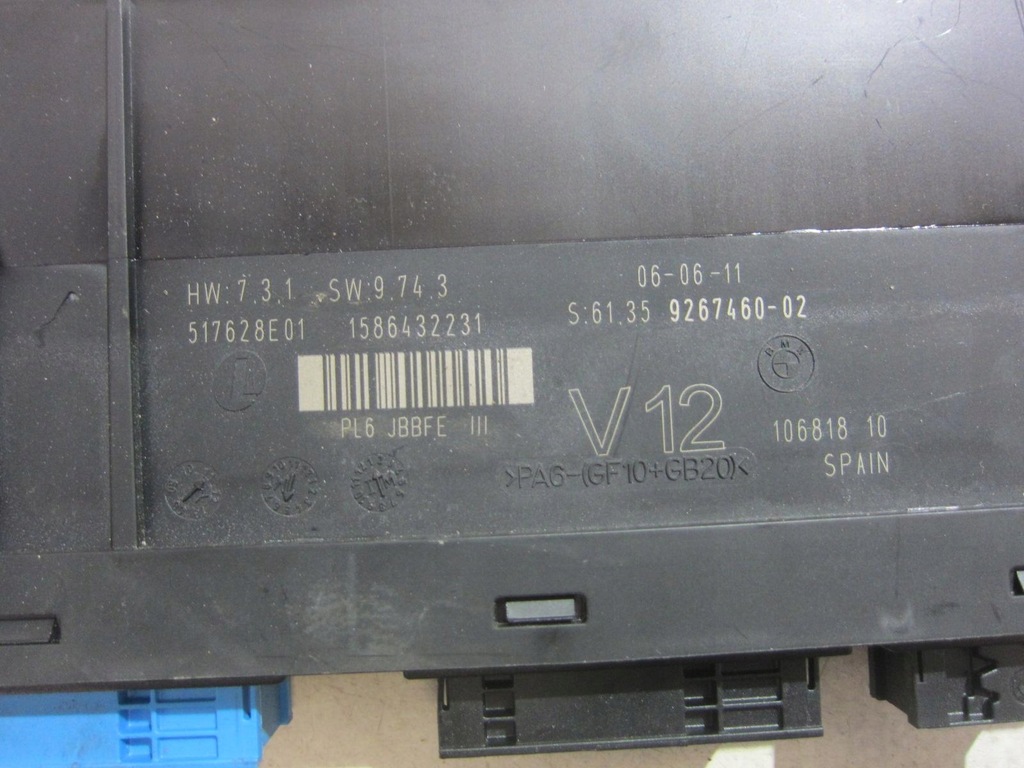 HW:7.3.1 SW:9.74.3
06-06-11
517628E01 1586432231
S:61.35 9267460-02
BMW
PL6 JBBFE III
V12
106818 10
>PA6-(GF10+GB20)<
SPAIN